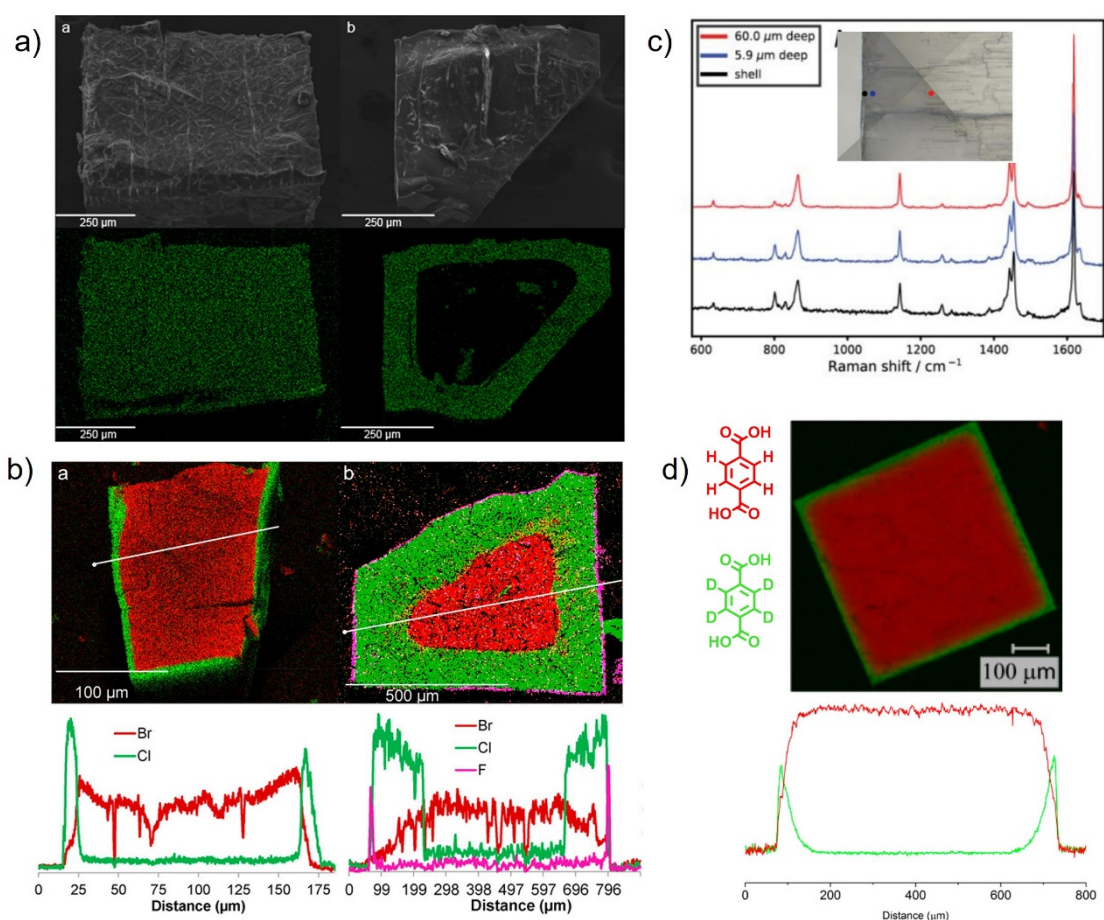 a)
a
b
250 µm
250 µm
250 µm
250 µm
b)
a
b
100 µm
500 µm
Br
Cl
Br
Cl
F
0 25 50 75 100 125 150 175
Distance (µm)
0 99 199 298 398 497 597 696 796
Distance (µm)
c)
60.0 µm deep
5.9 µm deep
shell
600 800 1000 1200 1400 1600
Raman shift / cm⁻¹
d)
O OH
H H
H H
HO O
O OH
D D
D D
HO O
100 µm
0 200 400 600 800
Distance (µm)